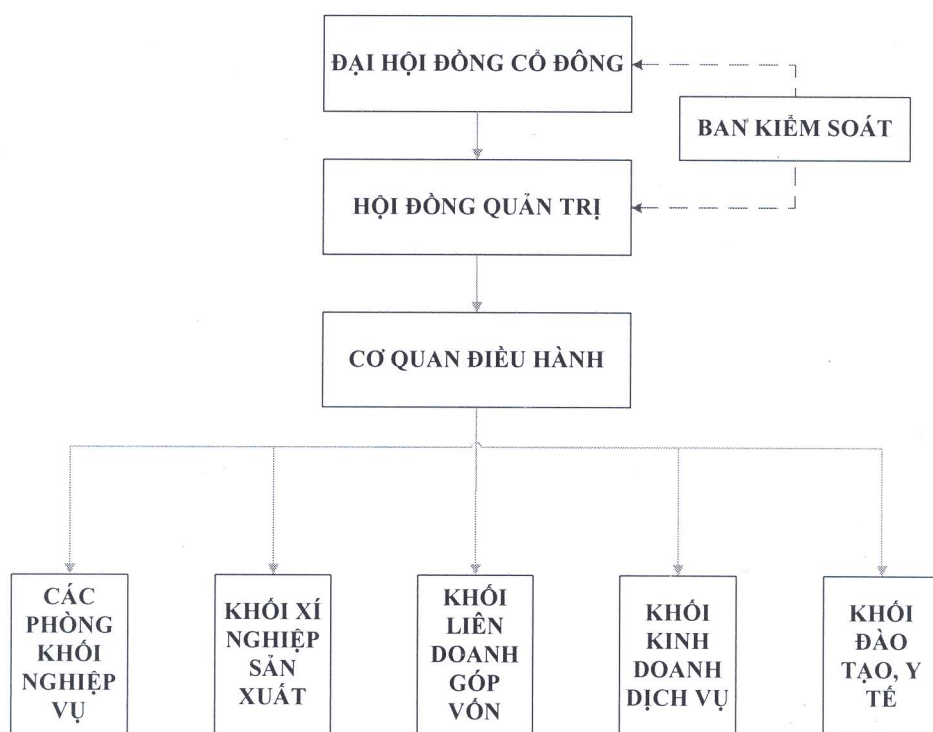 ĐẠI HỘI ĐỒNG CỔ ĐÔNG
BAN KIỂM SOÁT
HỘI ĐỒNG QUẢN TRỊ
CƠ QUAN ĐIỀU HÀNH
CÁC
PHÒNG
KHỐI
NGHIỆP
VỤ
KHỐI XÍ
NGHIỆP
SẢN
XUẤT
KHỐI
LIÊN
DOANH
GÓP
VỐN
KHỐI
KINH
DOANH
DỊCH VỤ
KHỐI
ĐÀO
TẠO, Y
TẾ